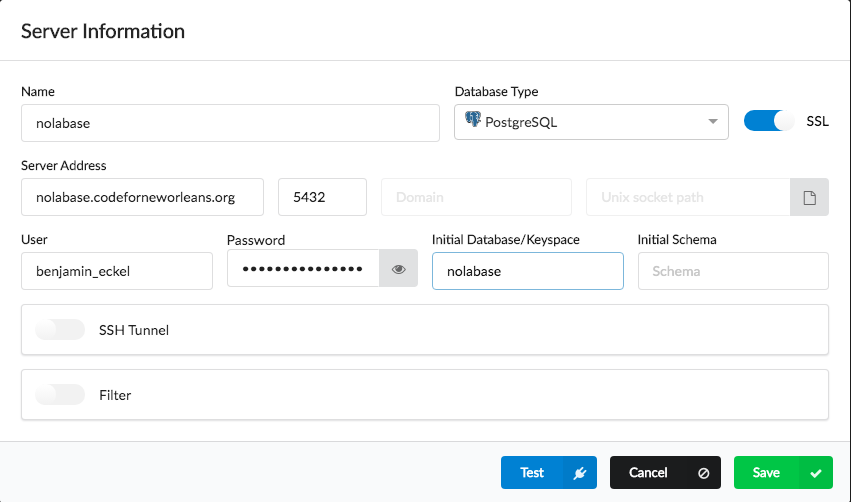 Server Information
Name
Database Type
nolabase
PostgreSQL
SSL
Server Address
nolabase.codeforneworleans.org
5432
Domain
Unix socket path
User
Password
Initial Database/Keyspace
Initial Schema
benjamin_eckel
•••••••••••••••
nolabase
Schema
SSH Tunnel
Filter
Test
Cancel
Save